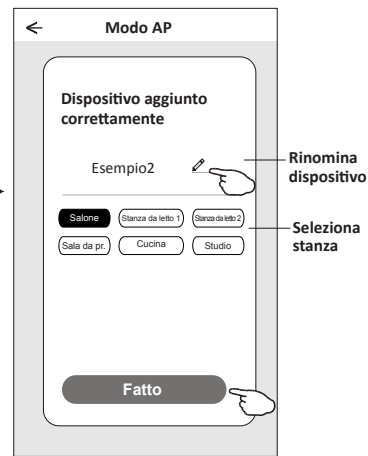 Modo AP
Dispositivo aggiunto
correttamente
Esempio2
Rinomina
dispositivo
Salone
Stanza da letto 1
Stanza da letto 2
Seleziona
stanza
Sala da pr.
Cucina
Studio
Fatto